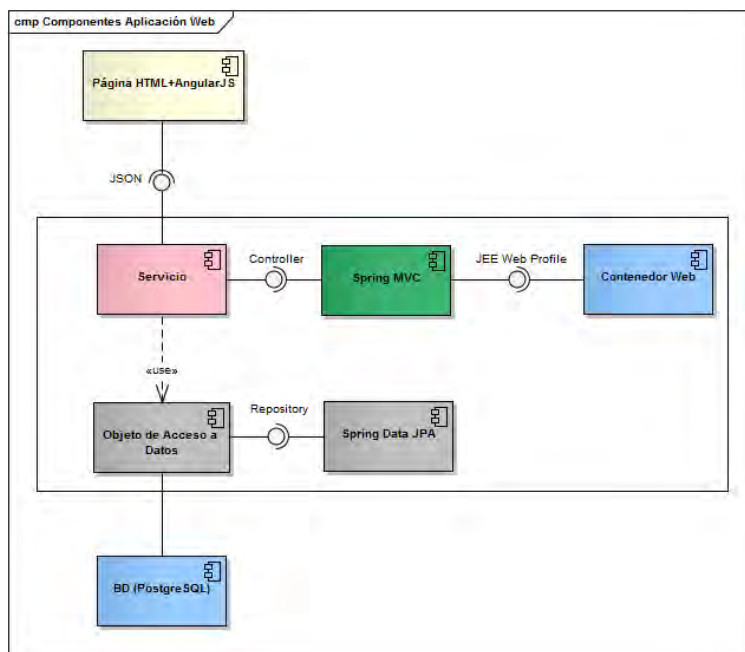 cmp Componentes Aplicación Web
Página HTML+AngularJS
JSON
Servicio
Controller
Spring MVC
JEE Web Profile
Contenedor Web
«use»
Objeto de Acceso a
Datos
Repository
Spring Data JPA
BD (PostgreSQL)